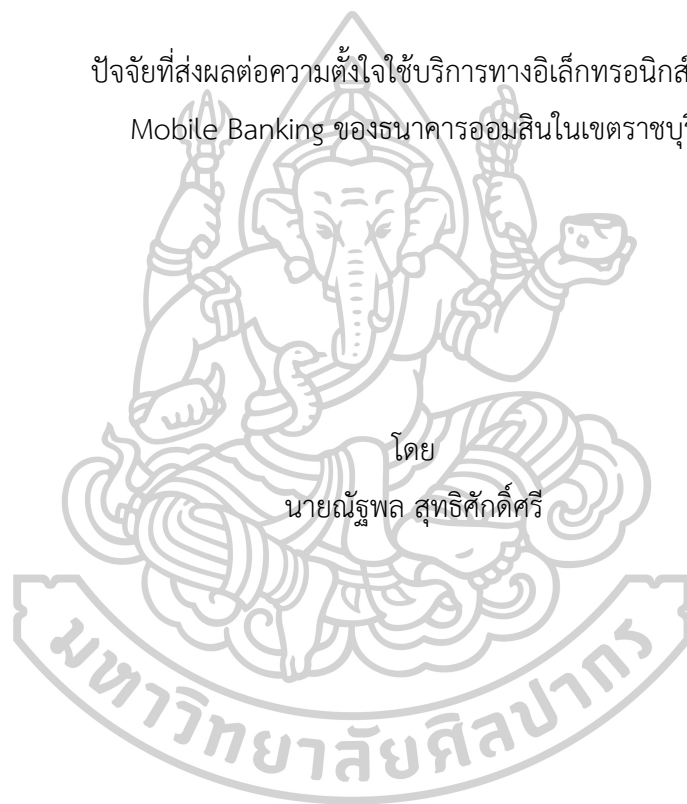 ปัจจัยที่ส่งผลต่อความตั้งใจใช้บริการทางอิเล็กทรอนิกส์
Mobile Banking ของธนาคารออมสินในเขตราชบุรี
โดย
นายณัฐพล สุทธิศักดิ์ศรี
มหาวิทยาลัยศิลปากร